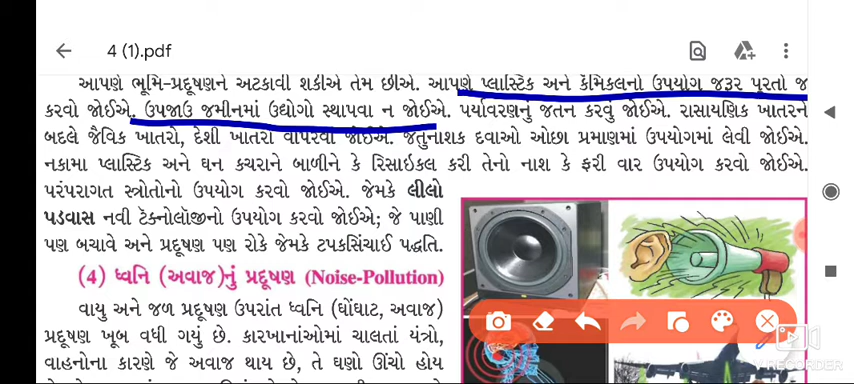 4 (1).pdf
આપણે ભૂમિ-પ્રદૂષણને અટકાવી શકીએ તેમ છીએ. આપણે પ્લાસ્ટિક અને કૅમિકલનો ઉપયોગ જરૂર પૂરતો જ
કરવો જોઈએ. ઉપજાઉ જમીનમાં ઉદ્યોગો સ્થાપવા ન જોઈએ. પર્યાવરણનું જતન કરવું જોઈએ. રાસાયણિક ખાતરને
બદલે જૈવિક ખાતરો, દેશી ખાતરો વાપરવા જોઈએ. જંતુનાશક દવાઓ ઓછા પ્રમાણમાં ઉપયોગમાં લેવી જોઈએ.
નકામા પ્લાસ્ટિક અને ઘન કચરાને બાળીને કે રિસાઇકલ કરી તેનો નાશ કે ફરી વાર ઉપયોગ કરવો જોઈએ.
પરંપરાગત સ્ત્રોતોનો ઉપયોગ કરવો જોઈએ. જેમકે લીલો
પડવાસ નવી ટૅક્નોલૉજીનો ઉપયોગ કરવો જોઈએ; જે પાણી
પણ બચાવે અને પ્રદૂષણ પણ રોકે જેમકે ટપકસિંચાઈ પદ્ધતિ.
(4) ધ્વનિ (અવાજ)નું પ્રદૂષણ (Noise-Pollution)
વાયુ અને જળ પ્રદૂષણ ઉપરાંત ધ્વનિ (ઘોંઘાટ, અવાજ)
પ્રદૂષણ ખૂબ વધી ગયું છે. કારખાનાંઓમાં ચાલતાં યંત્રો,
વાહનોના કારણે જે અવાજ થાય છે, તે ઘણો ઊંચો હોય